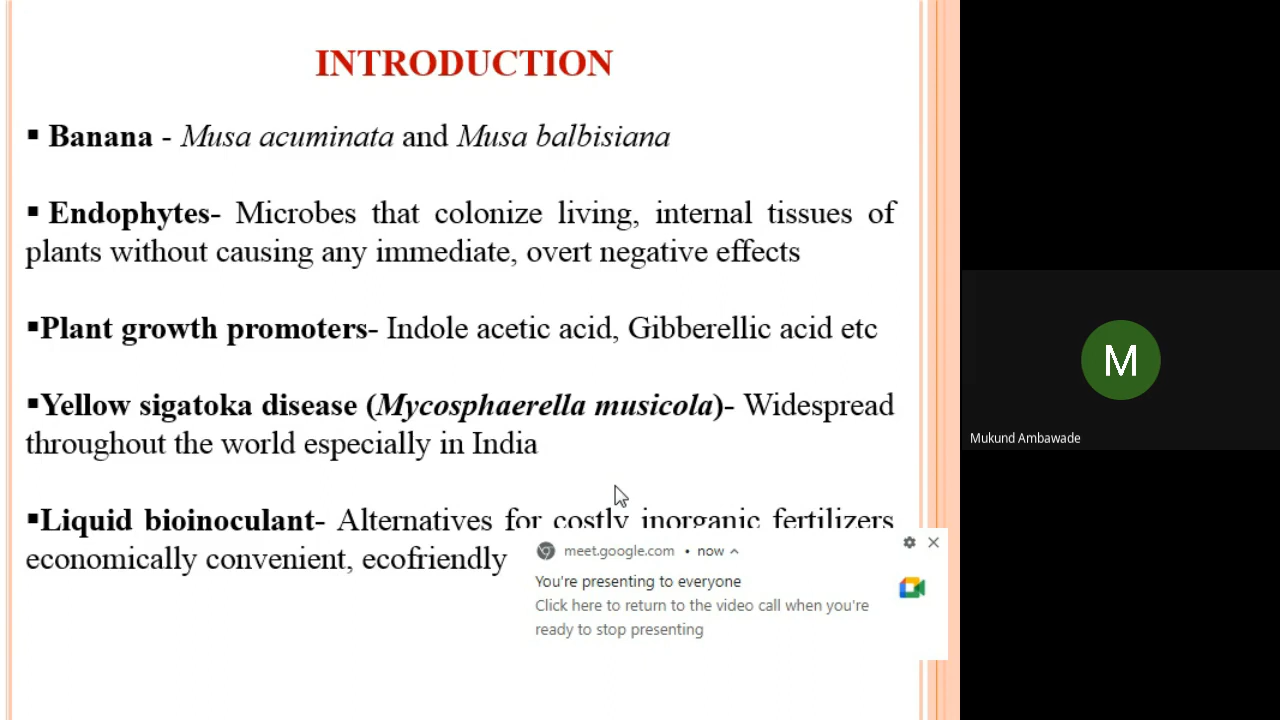 INTRODUCTION
▪ Banana - Musa acuminata and Musa balbisiana
▪ Endophytes- Microbes that colonize living, internal tissues of
plants without causing any immediate, overt negative effects
▪Plant growth promoters- Indole acetic acid, Gibberellic acid etc
▪Yellow sigatoka disease (Mycosphaerella musicola)- Widespread
throughout the world especially in India
▪Liquid bioinoculant- Alternatives for costly inorganic fertilizers
economically convenient, ecofriendly
meet.google.com • now
You're presenting to everyone
Click here to return to the video call when you're
ready to stop presenting
M
Mukund Ambawade